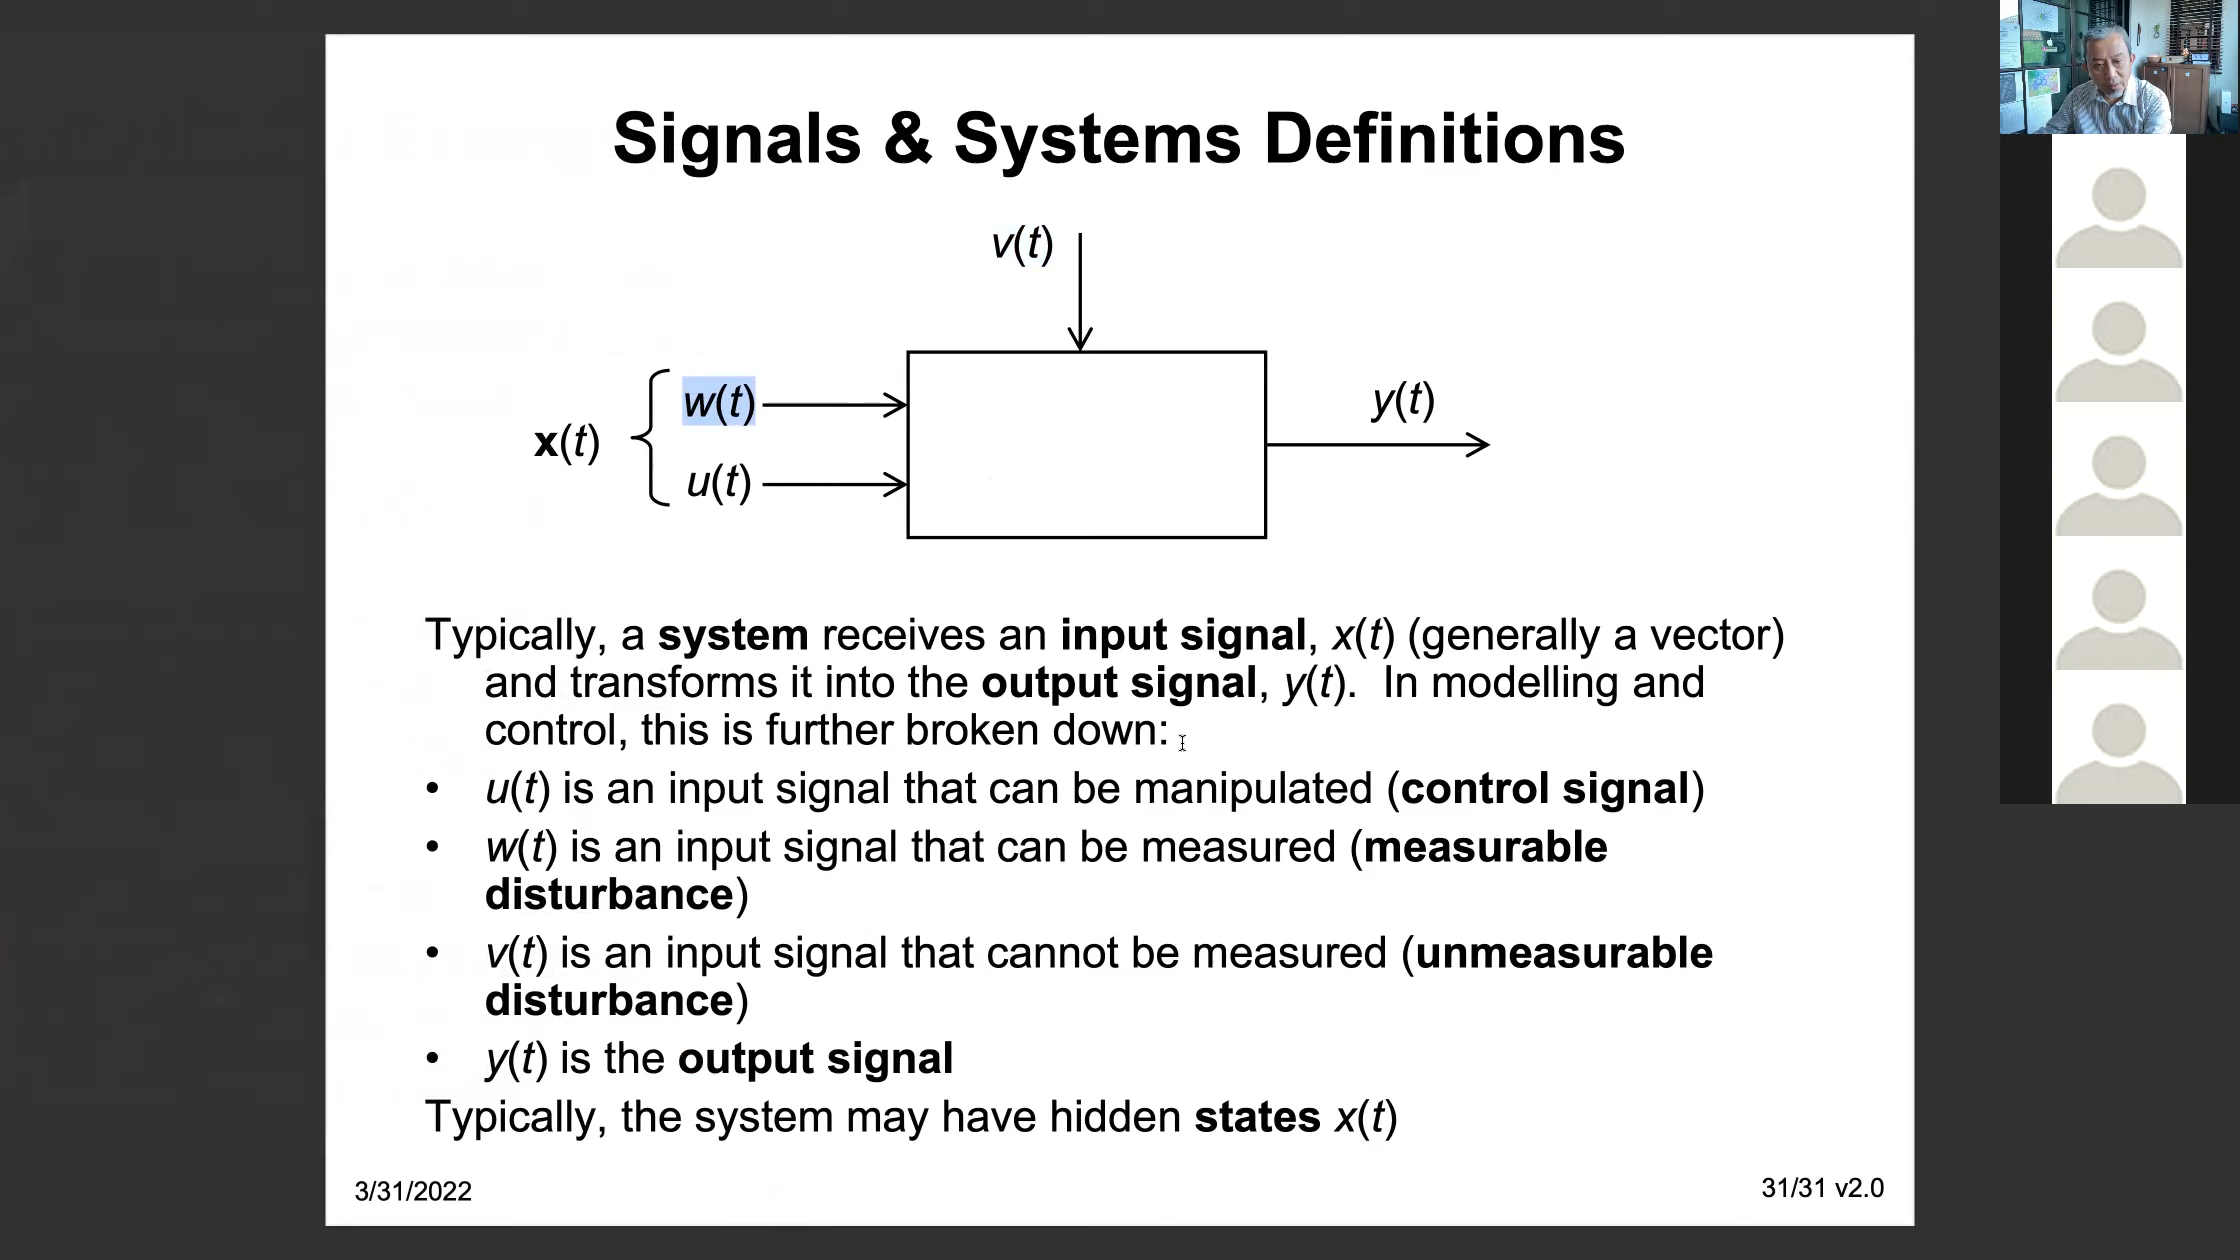 Signals & Systems Definitions
v(t)
w(t)
y(t)
x(t)
u(t)
Typically, a system receives an input signal, x(t) (generally a vector)
and transforms it into the output signal, y(t). In modelling and
control, this is further broken down:
• u(t) is an input signal that can be manipulated (control signal)
• w(t) is an input signal that can be measured (measurable
disturbance)
• v(t) is an input signal that cannot be measured (unmeasurable
disturbance)
• y(t) is the output signal
Typically, the system may have hidden states x(t)
3/31/2022
31/31 v2.0